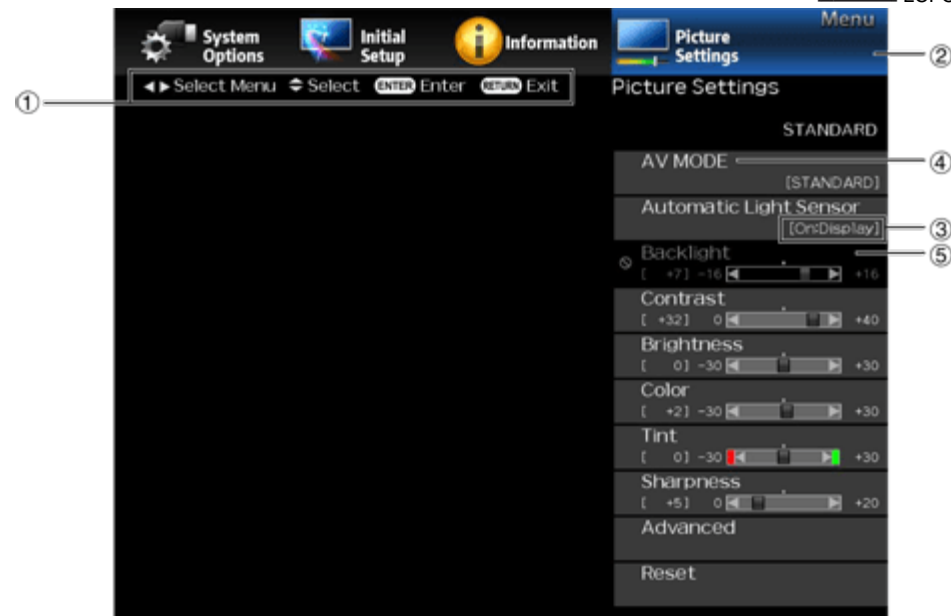 Menu
System Options
Initial Setup
Information
Picture Settings
②
①
◄► Select Menu Select ENTER Enter RETURN Exit
Picture Settings
STANDARD
AV MODE ④
[STANDARD]
Automatic Light Sensor
[On:Display] ③
Backlight ⑤
[ +7] -16 +16
Contrast
[ +32] 0 +40
Brightness
[ 0] -30 +30
Color
[ +2] -30 +30
Tint
[ 0] -30 +30
Sharpness
[ +5] 0 +20
Advanced
Reset